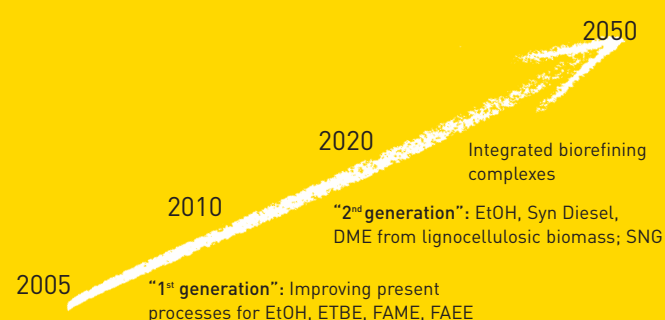 2050
2020
Integrated biorefining
complexes
2010
“2nd generation”: EtOH, Syn Diesel,
DME from lignocellulosic biomass; SNG
2005
“1st generation”: Improving present
processes for EtOH, ETBE, FAME, FAEE